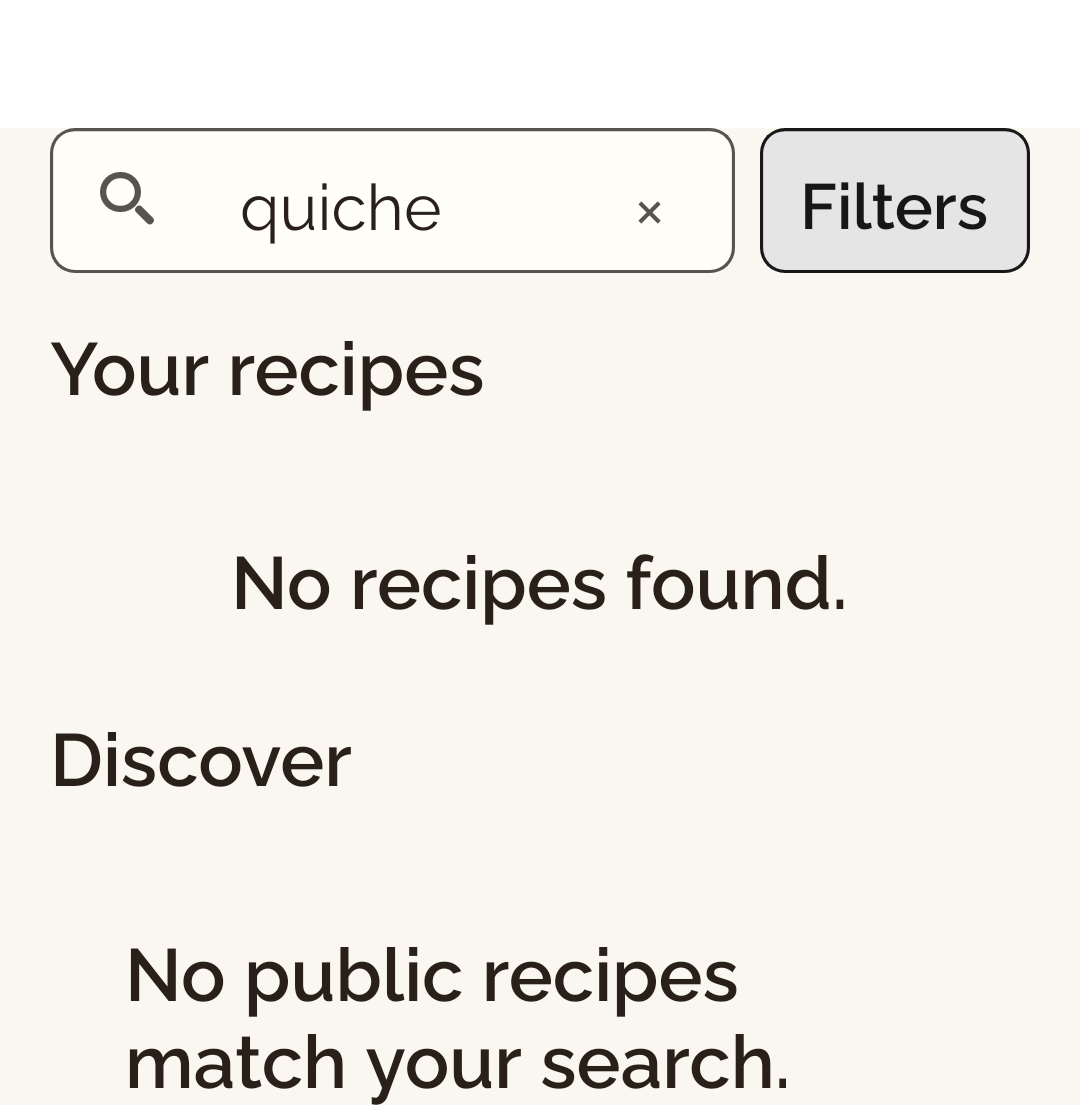 quiche ×
Filters
Your recipes
No recipes found.
Discover
No public recipes
match your search.